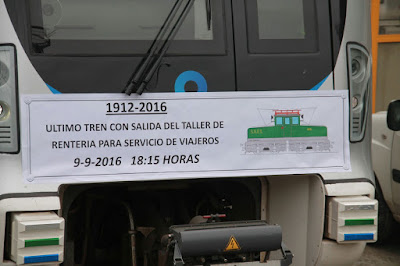 1912-2016
ULTIMO TREN CON SALIDA DEL TALLER DE
RENTERIA PARA SERVICIO DE VIAJEROS
9-9-2016 18:15 HORAS